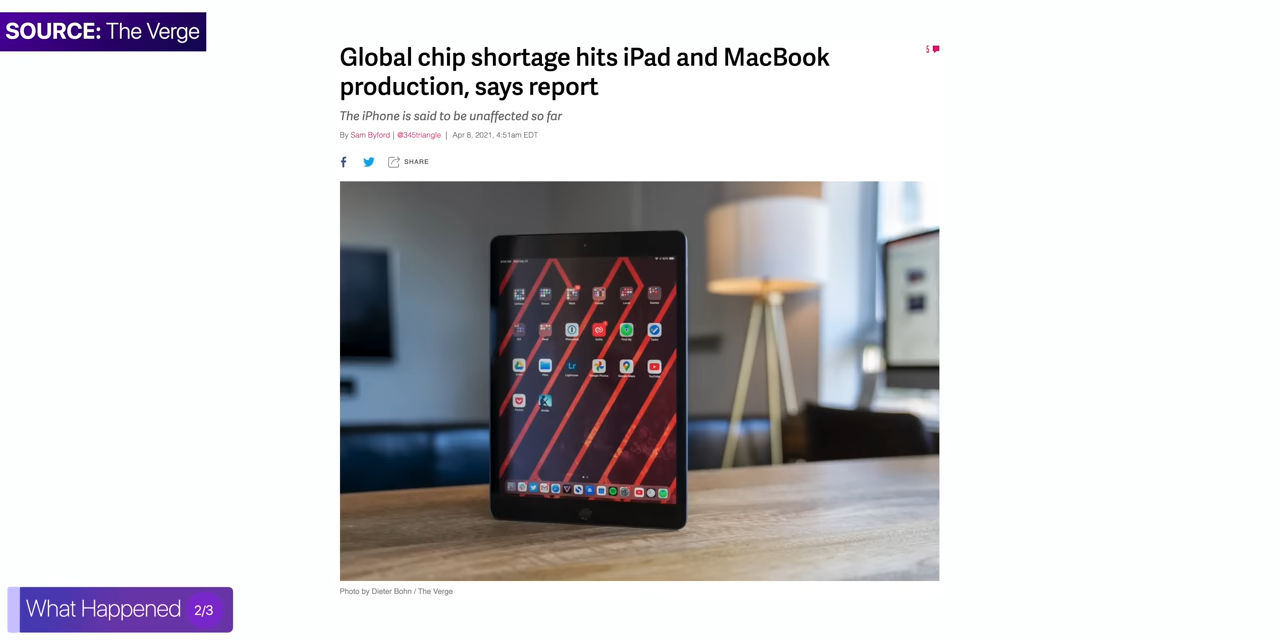 SOURCE: The Verge
Global chip shortage hits iPad and MacBook
production, says report
5
The iPhone is said to be unaffected so far
By Sam Byford | @345triangle | Apr 8, 2021, 4:51am EDT
SHARE
Lr
Photo by Dieter Bohn / The Verge
What Happened 2/3